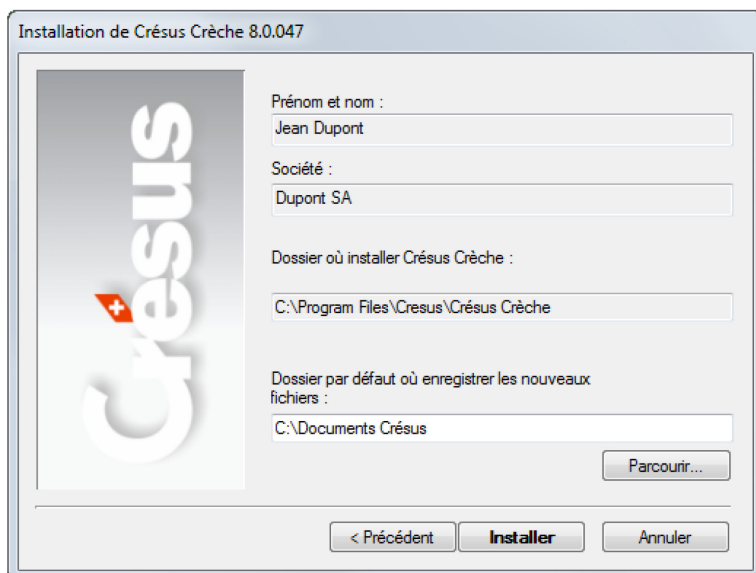 Installation de Crésus Crèche 8.0.047
Crésus
Prénom et nom :
Jean Dupont
Société :
Dupont SA
Dossier où installer Crésus Crèche :
C:\Program Files\Cresus\Crésus Crèche
Dossier par défaut où enregistrer les nouveaux
fichiers :
C:\Documents Crésus
Parcourir...
< Précédent
Installer
Annuler